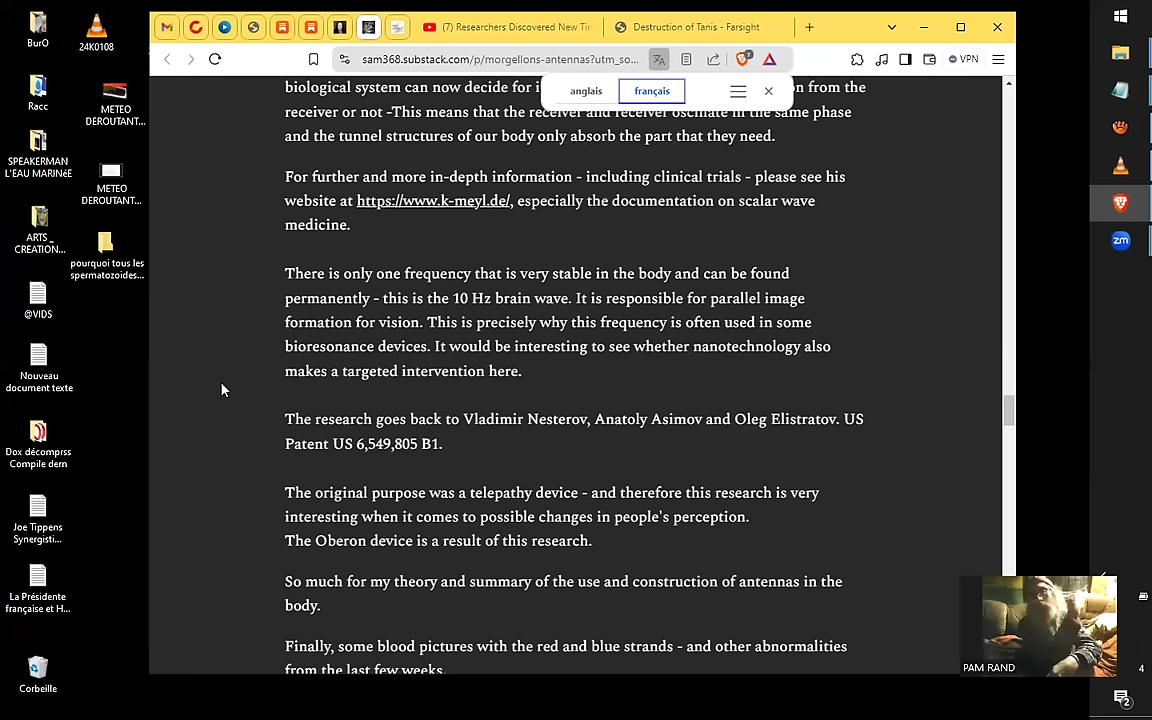 BurO
24K0108
Racc
METEO
DEROUTANT...
SPEAKERMAN
L'EAU MARINéE
METEO
DEROUTANT...
ARTS _
CREATION...
pourquoi tous les
spermatozoides...
@VIDS
Nouveau
document texte
Dox décomprss
Compile dern
Joe Tippens
Synergisti...
La Présidente
française et H...
Corbeille
(7) Researchers Discovered New Ti
Destruction of Tanis - Farsight
sam368.substack.com/p/morgellons-antennas?utm_so...
7
VPN
anglais
français
biological system can now decide for i
on from the
receiver or not -This means that the receiver and receiver oscillate in the same phase
and the tunnel structures of our body only absorb the part that they need.
For further and more in-depth information - including clinical trials - please see his
website at https://www.k-meyl.de/, especially the documentation on scalar wave
medicine.
There is only one frequency that is very stable in the body and can be found
permanently - this is the 10 Hz brain wave. It is responsible for parallel image
formation for vision. This is precisely why this frequency is often used in some
bioresonance devices. It would be interesting to see whether nanotechnology also
makes a targeted intervention here.
The research goes back to Vladimir Nesterov, Anatoly Asimov and Oleg Elistratov. US
Patent US 6,549,805 B1.
The original purpose was a telepathy device - and therefore this research is very
interesting when it comes to possible changes in people's perception.
The Oberon device is a result of this research.
So much for my theory and summary of the use and construction of antennas in the
body.
Finally, some blood pictures with the red and blue strands - and other abnormalities
from the last few weeks.
zm
PAM RAND
4
2